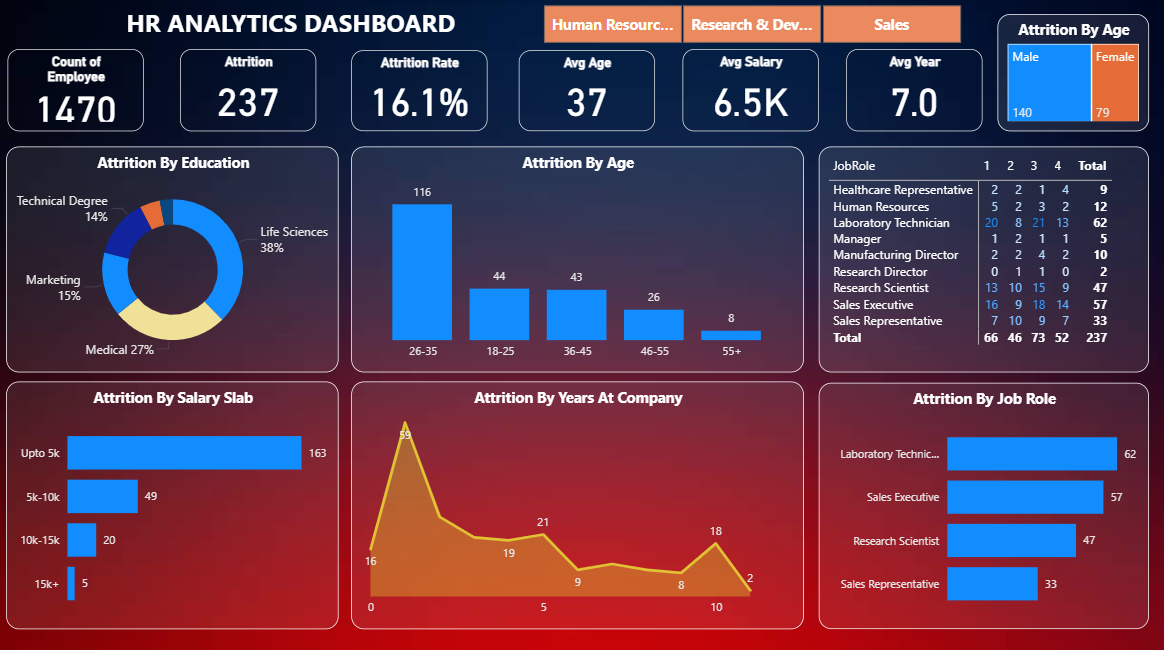 HR ANALYTICS DASHBOARD
Human Resourc...
Research & Dev...
Sales
Count of
Employee
1470
Attrition
237
Attrition Rate
16.1%
Avg Age
37
Avg Salary
6.5K
Avg Year
7.0
Attrition By Age
Male
Female
140
79
Attrition By Education
Technical Degree
14%
Life Sciences
38%
Marketing
15%
Medical 27%
Attrition By Age
116
44
43
26
8
26-35 18-25 36-45 46-55 55+
JobRole 1 2 3 4 Total
Healthcare Representative 2 2 1 4 9
Human Resources 5 2 3 2 12
Laboratory Technician 20 8 21 13 62
Manager 1 2 1 1 5
Manufacturing Director 2 2 4 2 10
Research Director 0 1 1 0 2
Research Scientist 13 10 15 9 47
Sales Executive 16 9 18 14 57
Sales Representative 7 10 9 7 33
Total 66 46 73 52 237
Attrition By Salary Slab
Upto 5k 163
5k-10k 49
10k-15k 20
15k+ 5
Attrition By Years At Company
59
16
19
21
9
8
18
2
0 5 10
Attrition By Job Role
Laboratory Technic... 62
Sales Executive 57
Research Scientist 47
Sales Representative 33